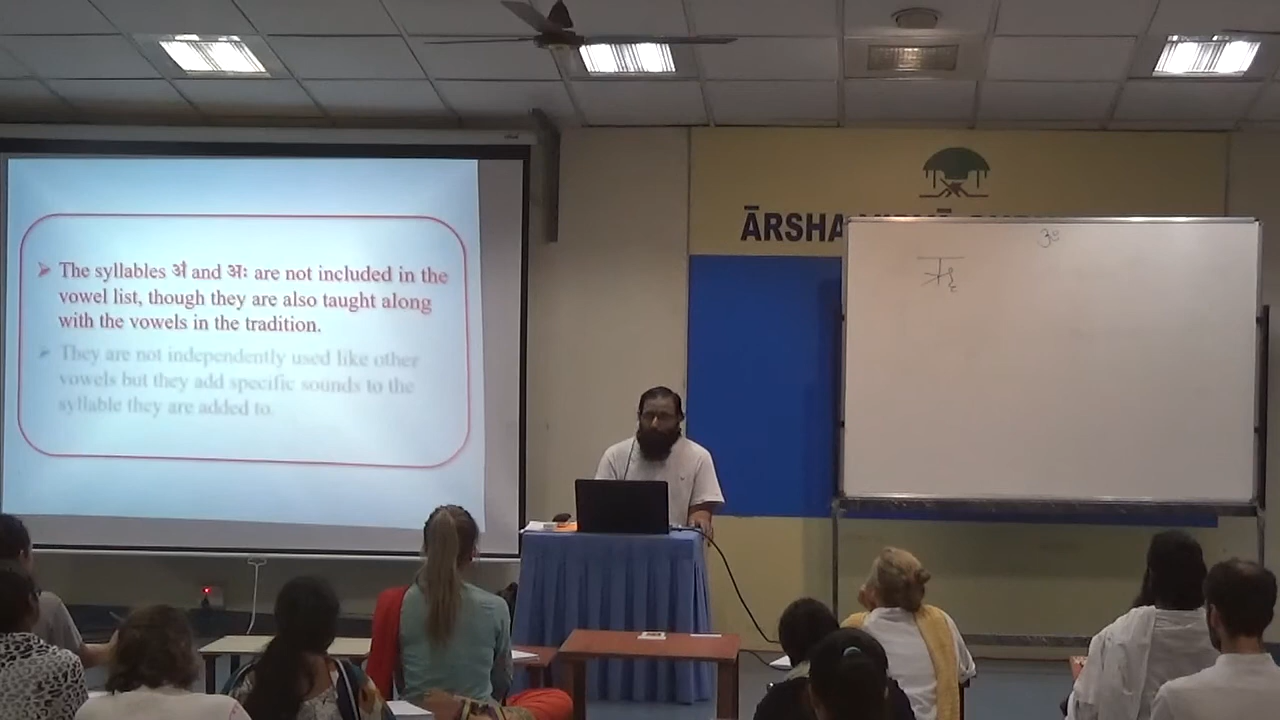 ➢ The syllables अं and अः are not included in the
vowel list, though they are also taught along
with the vowels in the tradition.
➢ They are not independently used like other
vowels but they add specific sounds to the
syllable they are added to.
ĀRSHA
ॐ
ऋ